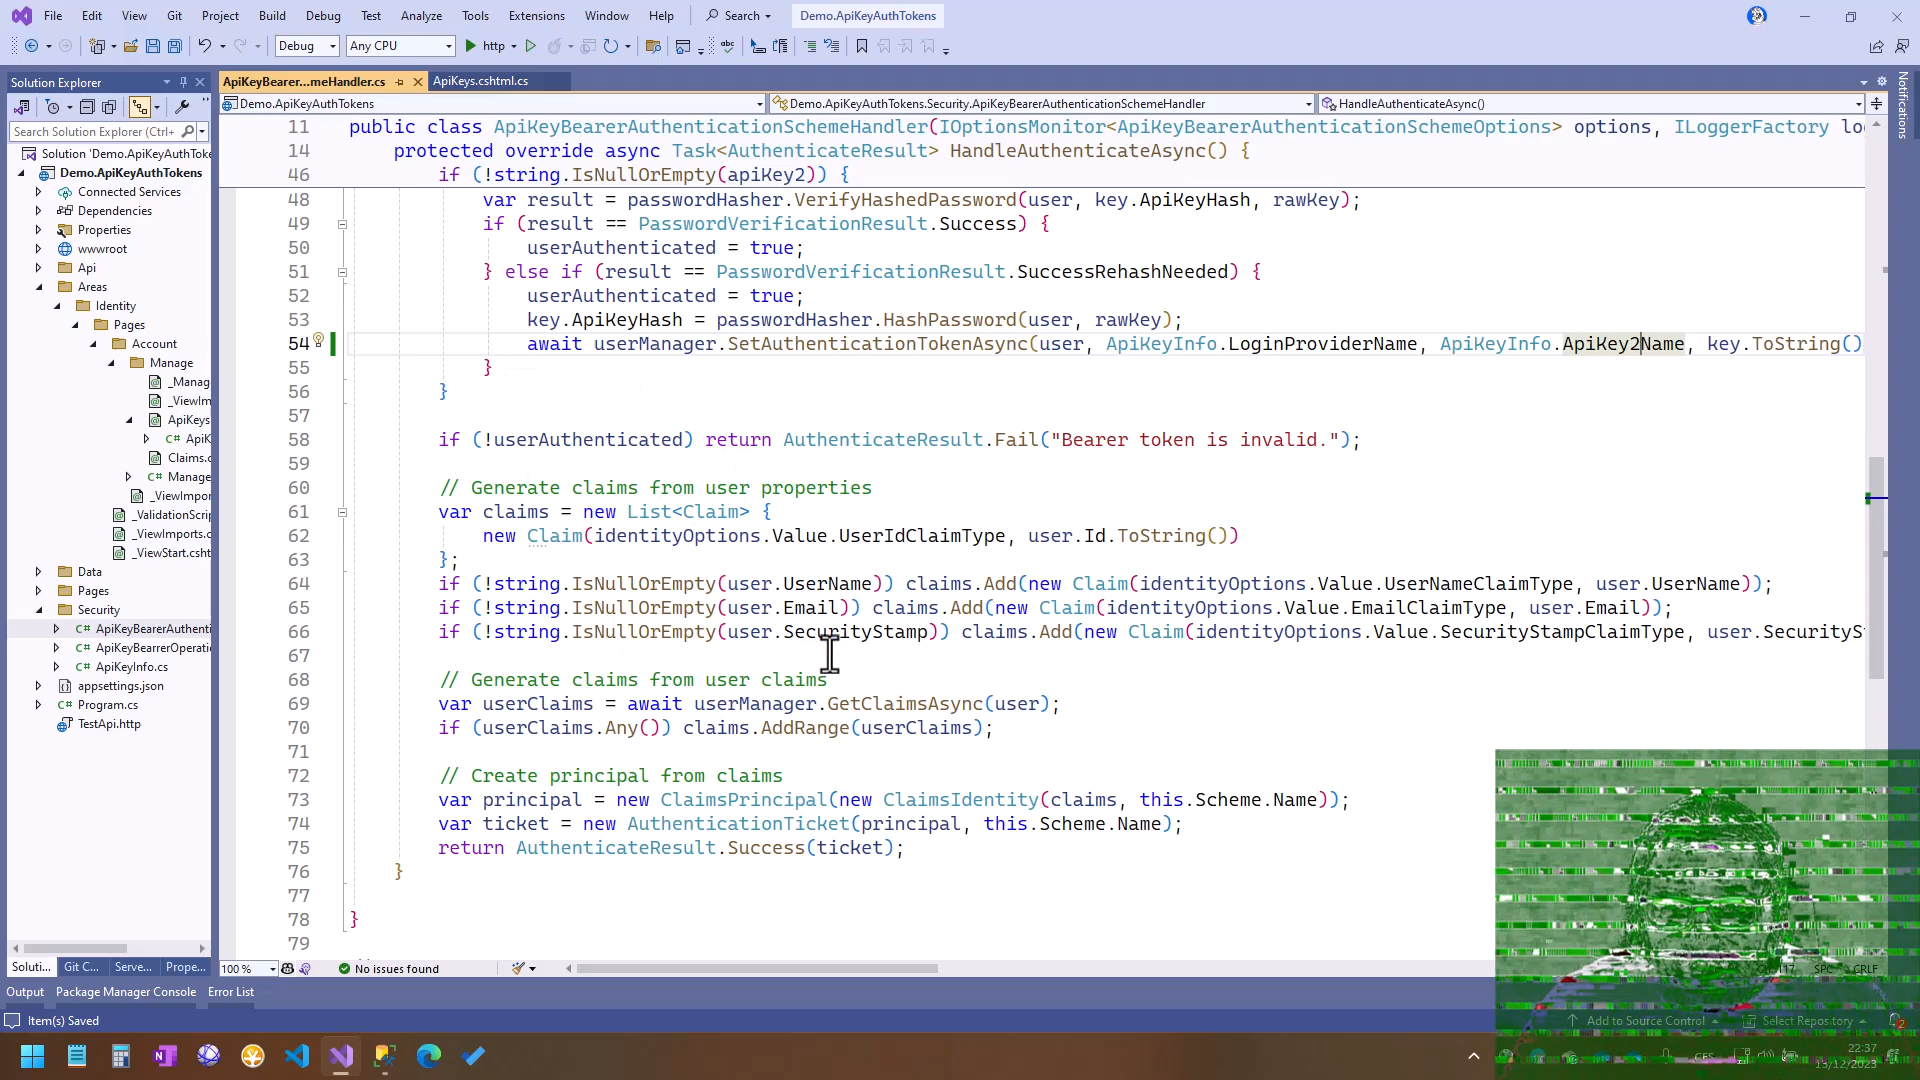 File Edit View Git Project Build Debug Test Analyze Tools Extensions Window Help Search Demo.ApiKeyAuthTokens
Debug Any CPU http
Solution Explorer
Search Solution Explorer (Ctrl+
Solution 'Demo.ApiKeyAuthToke
Demo.ApiKeyAuthTokens
Connected Services
Dependencies
Properties
wwwroot
Api
Areas
Identity
Pages
Account
Manage
_Manag
_ViewIm
ApiKeys
C# ApiK
Claims.c
C# Manage
_ViewImpor
_ValidationScrip
_ViewImports.c
_ViewStart.csht
Data
Pages
Security
C# ApiKeyBearerAuthenti
C# ApiKeyBearrerOperatio
C# ApiKeyInfo.cs
appsettings.json
C# Program.cs
TestApi.http
Soluti... Git C... Serve... Prope...
ApiKeyBearer...meHandler.cs ApiKeys.cshtml.cs
Demo.ApiKeyAuthTokens Demo.ApiKeyAuthTokens.Security.ApiKeyBearerAuthenticationSchemeHandler HandleAuthenticateAsync()
11 public class ApiKeyBearerAuthenticationSchemeHandler(IOptionsMonitor<ApiKeyBearerAuthenticationSchemeOptions> options, ILoggerFactory lo
14 protected override async Task<AuthenticateResult> HandleAuthenticateAsync() {
46 if (!string.IsNullOrEmpty(apiKey2)) {
48 var result = passwordHasher.VerifyHashedPassword(user, key.ApiKeyHash, rawKey);
49 if (result == PasswordVerificationResult.Success) {
50 userAuthenticated = true;
51 } else if (result == PasswordVerificationResult.SuccessRehashNeeded) {
52 userAuthenticated = true;
53 key.ApiKeyHash = passwordHasher.HashPassword(user, rawKey);
54 await userManager.SetAuthenticationTokenAsync(user, ApiKeyInfo.LoginProviderName, ApiKeyInfo.ApiKey2Name, key.ToString()
55 }
56 }
57
58 if (!userAuthenticated) return AuthenticateResult.Fail("Bearer token is invalid.");
59
60 // Generate claims from user properties
61 var claims = new List<Claim> {
62 new Claim(identityOptions.Value.UserIdClaimType, user.Id.ToString())
63 };
64 if (!string.IsNullOrEmpty(user.UserName)) claims.Add(new Claim(identityOptions.Value.UserNameClaimType, user.UserName));
65 if (!string.IsNullOrEmpty(user.Email)) claims.Add(new Claim(identityOptions.Value.EmailClaimType, user.Email));
66 if (!string.IsNullOrEmpty(user.SecurityStamp)) claims.Add(new Claim(identityOptions.Value.SecurityStampClaimType, user.SecuritySt
67
68 // Generate claims from user claims
69 var userClaims = await userManager.GetClaimsAsync(user);
70 if (userClaims.Any()) claims.AddRange(userClaims);
71
72 // Create principal from claims
73 var principal = new ClaimsPrincipal(new ClaimsIdentity(claims, this.Scheme.Name));
74 var ticket = new AuthenticationTicket(principal, this.Scheme.Name);
75 return AuthenticateResult.Success(ticket);
76 }
77
78 }
79
100 % No issues found SPC CRLF
Notifications
Output Package Manager Console Error List
Item(s) Saved Add to Source Control Select Repository 2
22:37
13/12/2023